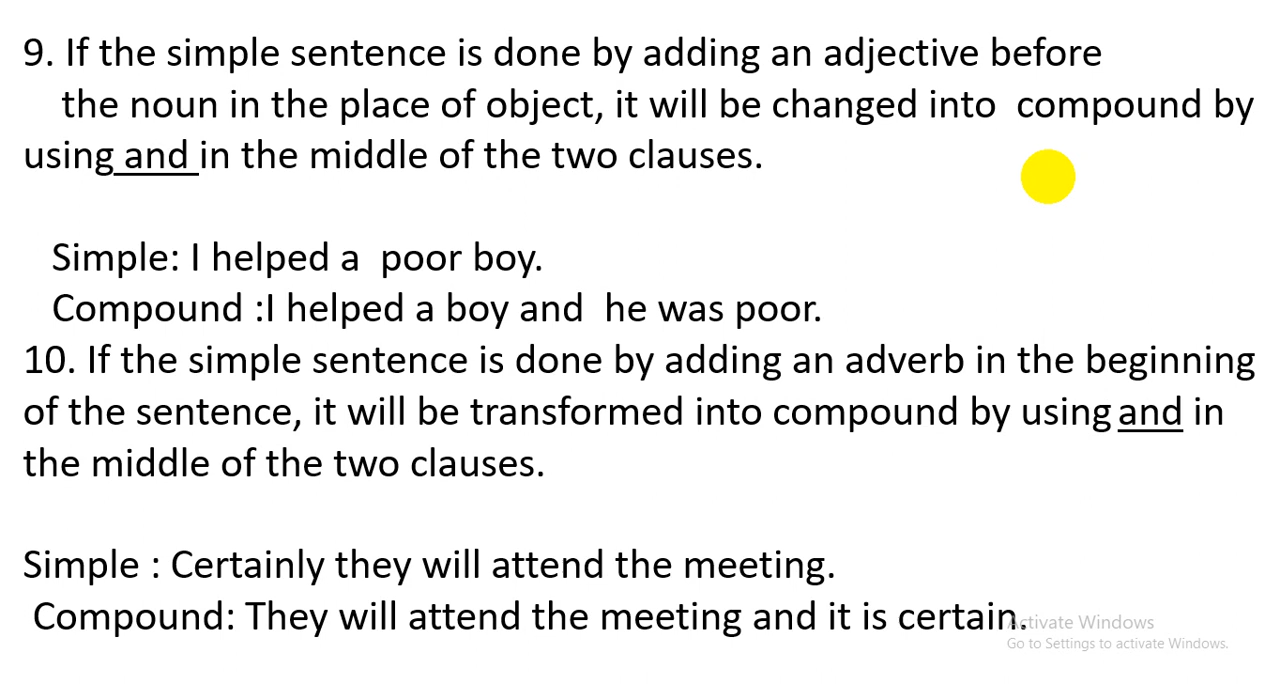 9. If the simple sentence is done by adding an adjective before
the noun in the place of object, it will be changed into compound by
using and in the middle of the two clauses.
Simple: I helped a poor boy.
Compound :I helped a boy and he was poor.
10. If the simple sentence is done by adding an adverb in the beginning
of the sentence, it will be transformed into compound by using and in
the middle of the two clauses.
Simple : Certainly they will attend the meeting.
Compound: They will attend the meeting and it is certain.
Activate Windows
Go to Settings to activate Windows.